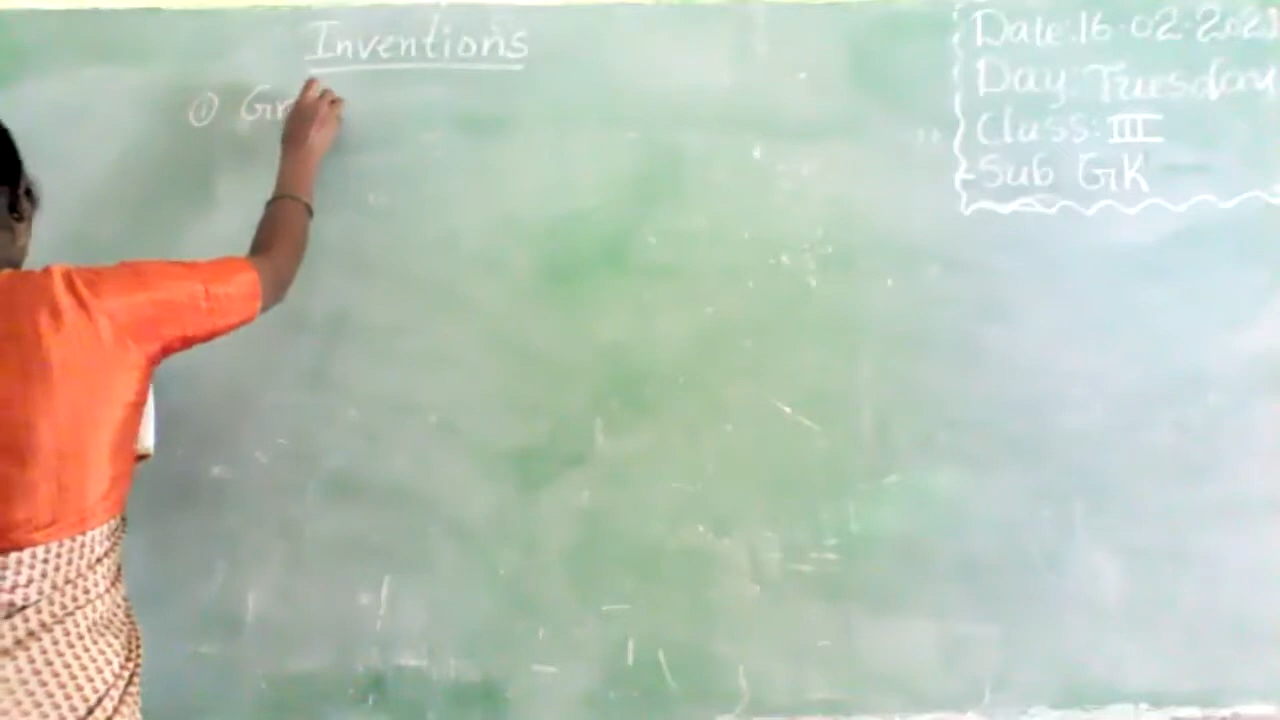 Inventions
① Gr
Date: 16-02-2021
Day: Tuesday
Class: III
Sub GK